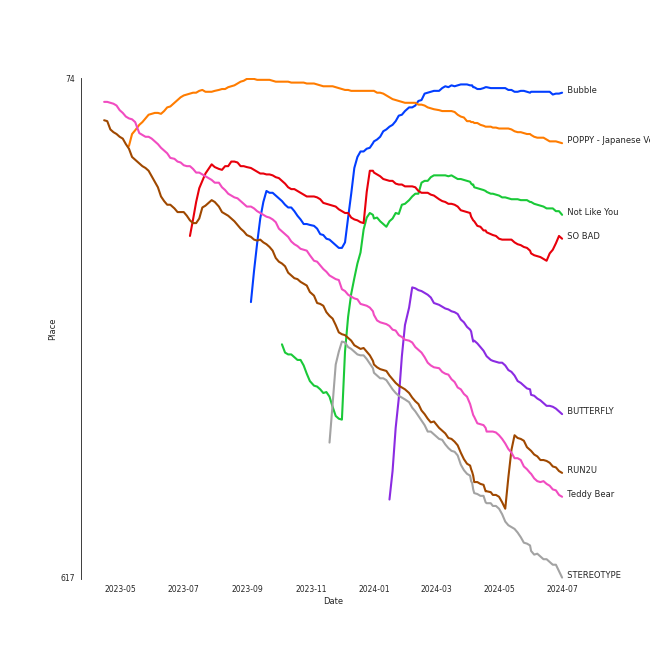 74
Bubble
POPPY - Japanese Ve
Not Like You
SO BAD
Place
BUTTERFLY
RUN2U
Teddy Bear
STEREOTYPE
617
2023-05 2023-07 2023-09 2023-11 2024-01 2024-03 2024-05 2024-07
Date